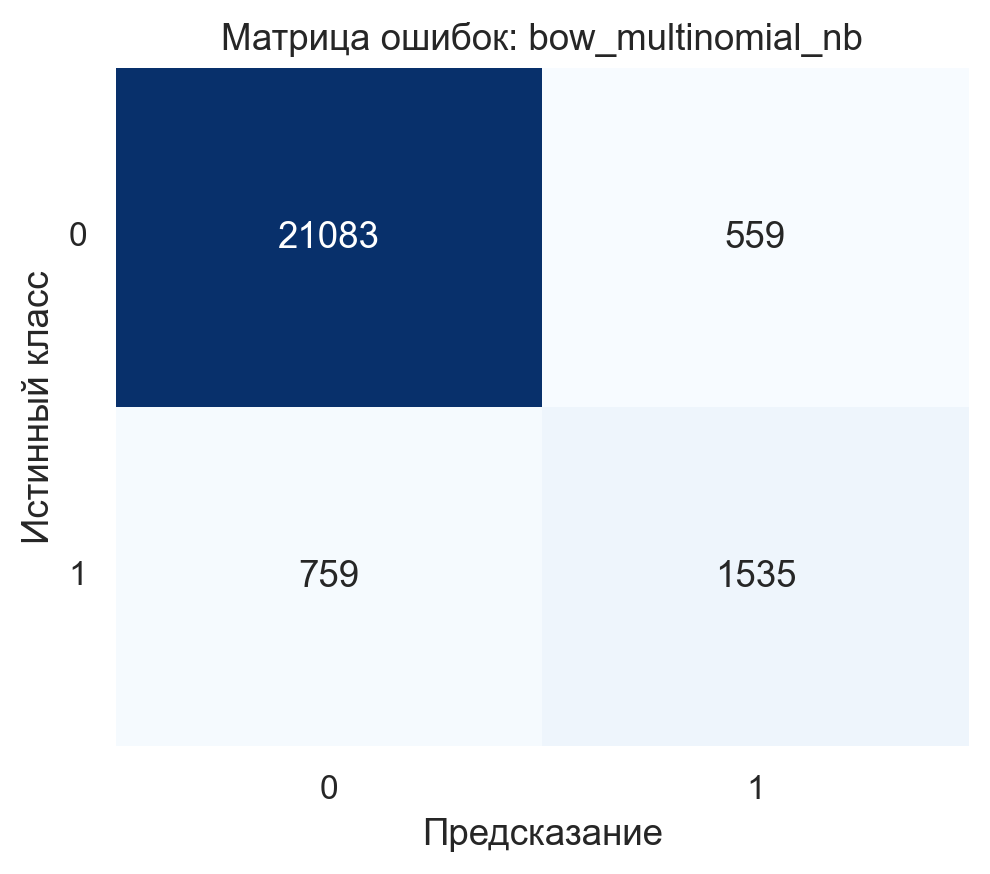 Матрица ошибок: bow_multinomial_nb
Истинный класс
0
21083
559
1
759
1535
0
1
Предсказание